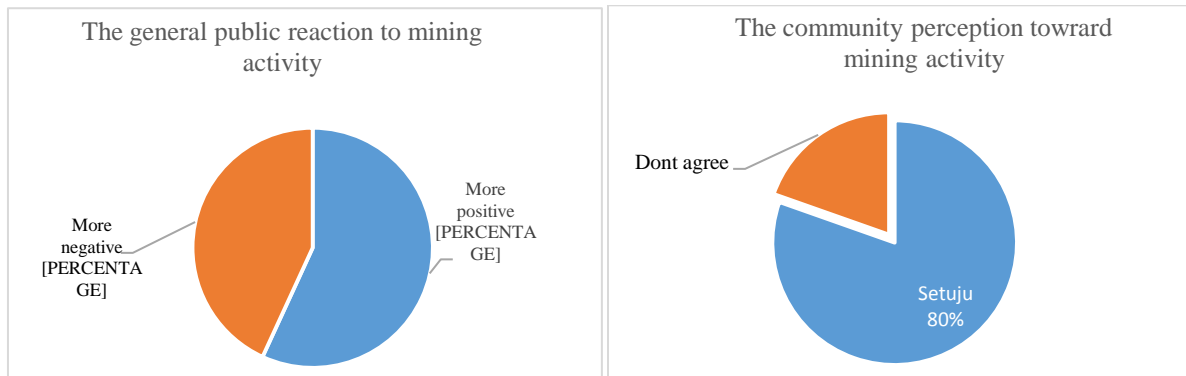 The general public reaction to mining
activity
More
positive
[PERCENTA
GE]
More
negative
[PERCENTA
GE]
The community perception towrard
mining activity
Dont agree
Setuju
80%